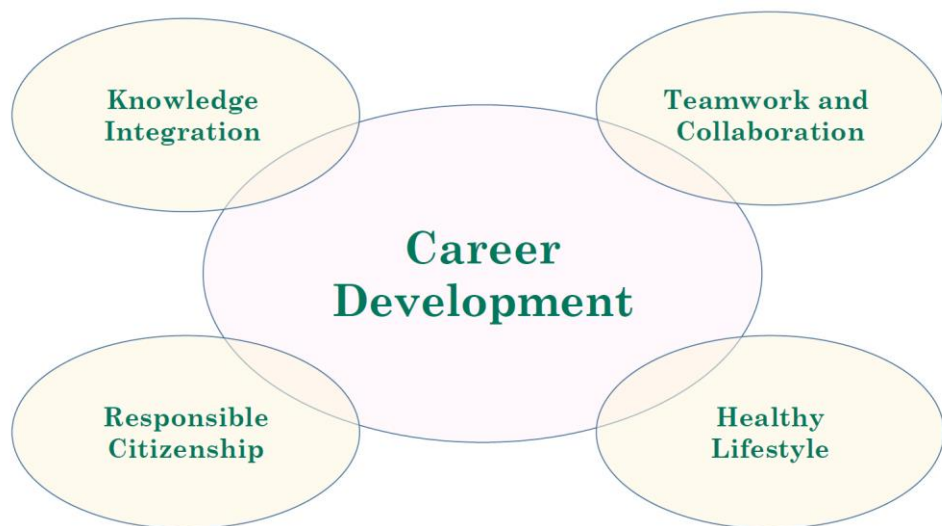 Knowledge
Integration
Teamwork and
Collaboration
Career
Development
Responsible
Citizenship
Healthy
Lifestyle